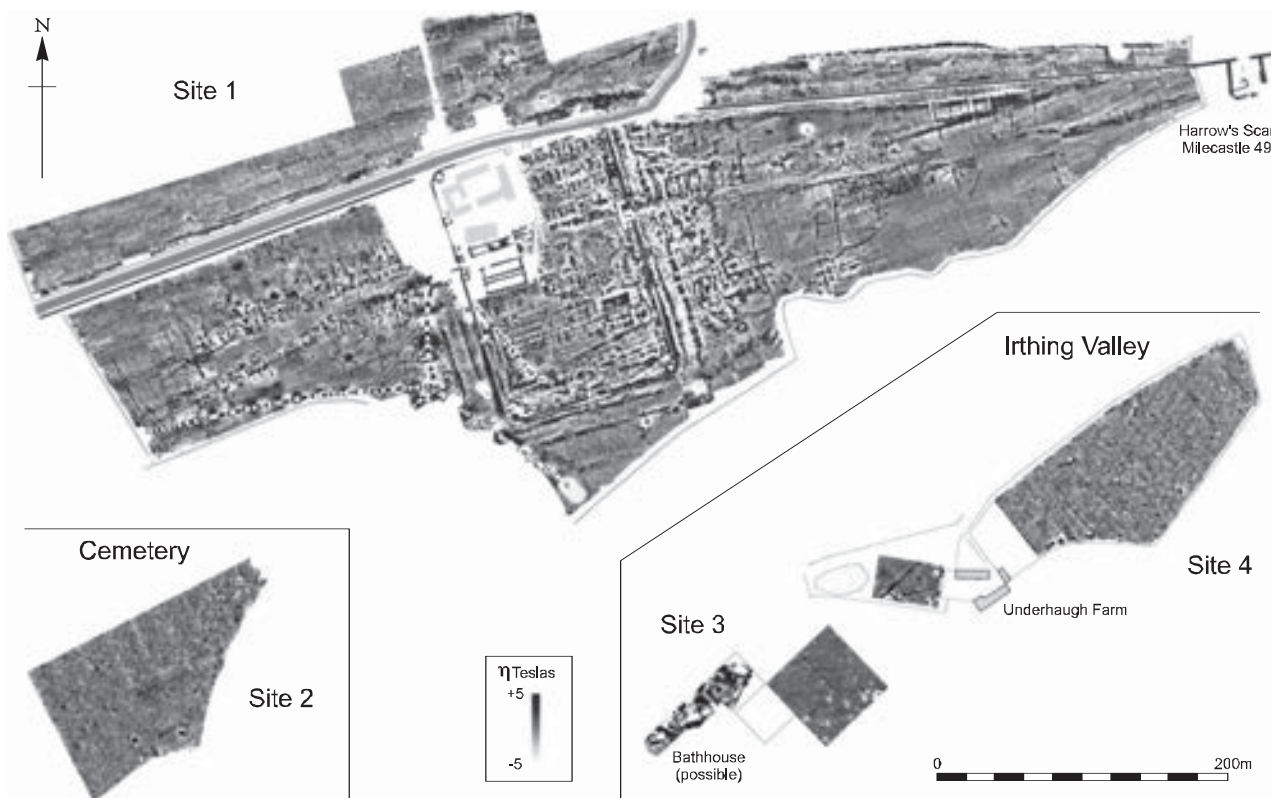 N
Site 1
Harrow's Scar
Milecastle 49
Irthing Valley
Cemetery
Site 4
Underhaugh Farm
Site 3
Site 2
ηTeslas
+5
-5
Bathhouse
(possible)
0
200m